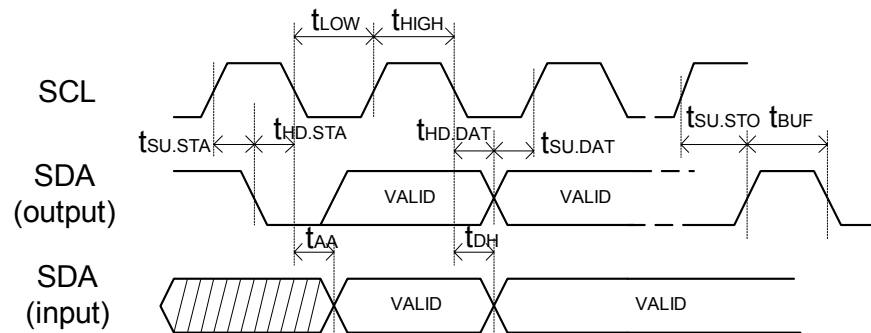 tLOW tHIGH
SCL
tSU.STA tHD.STA tHD.DAT tSU.DAT tSU.STO tBUF
SDA
(output)
VALID VALID
tAA tDH
SDA
(input)
VALID VALID